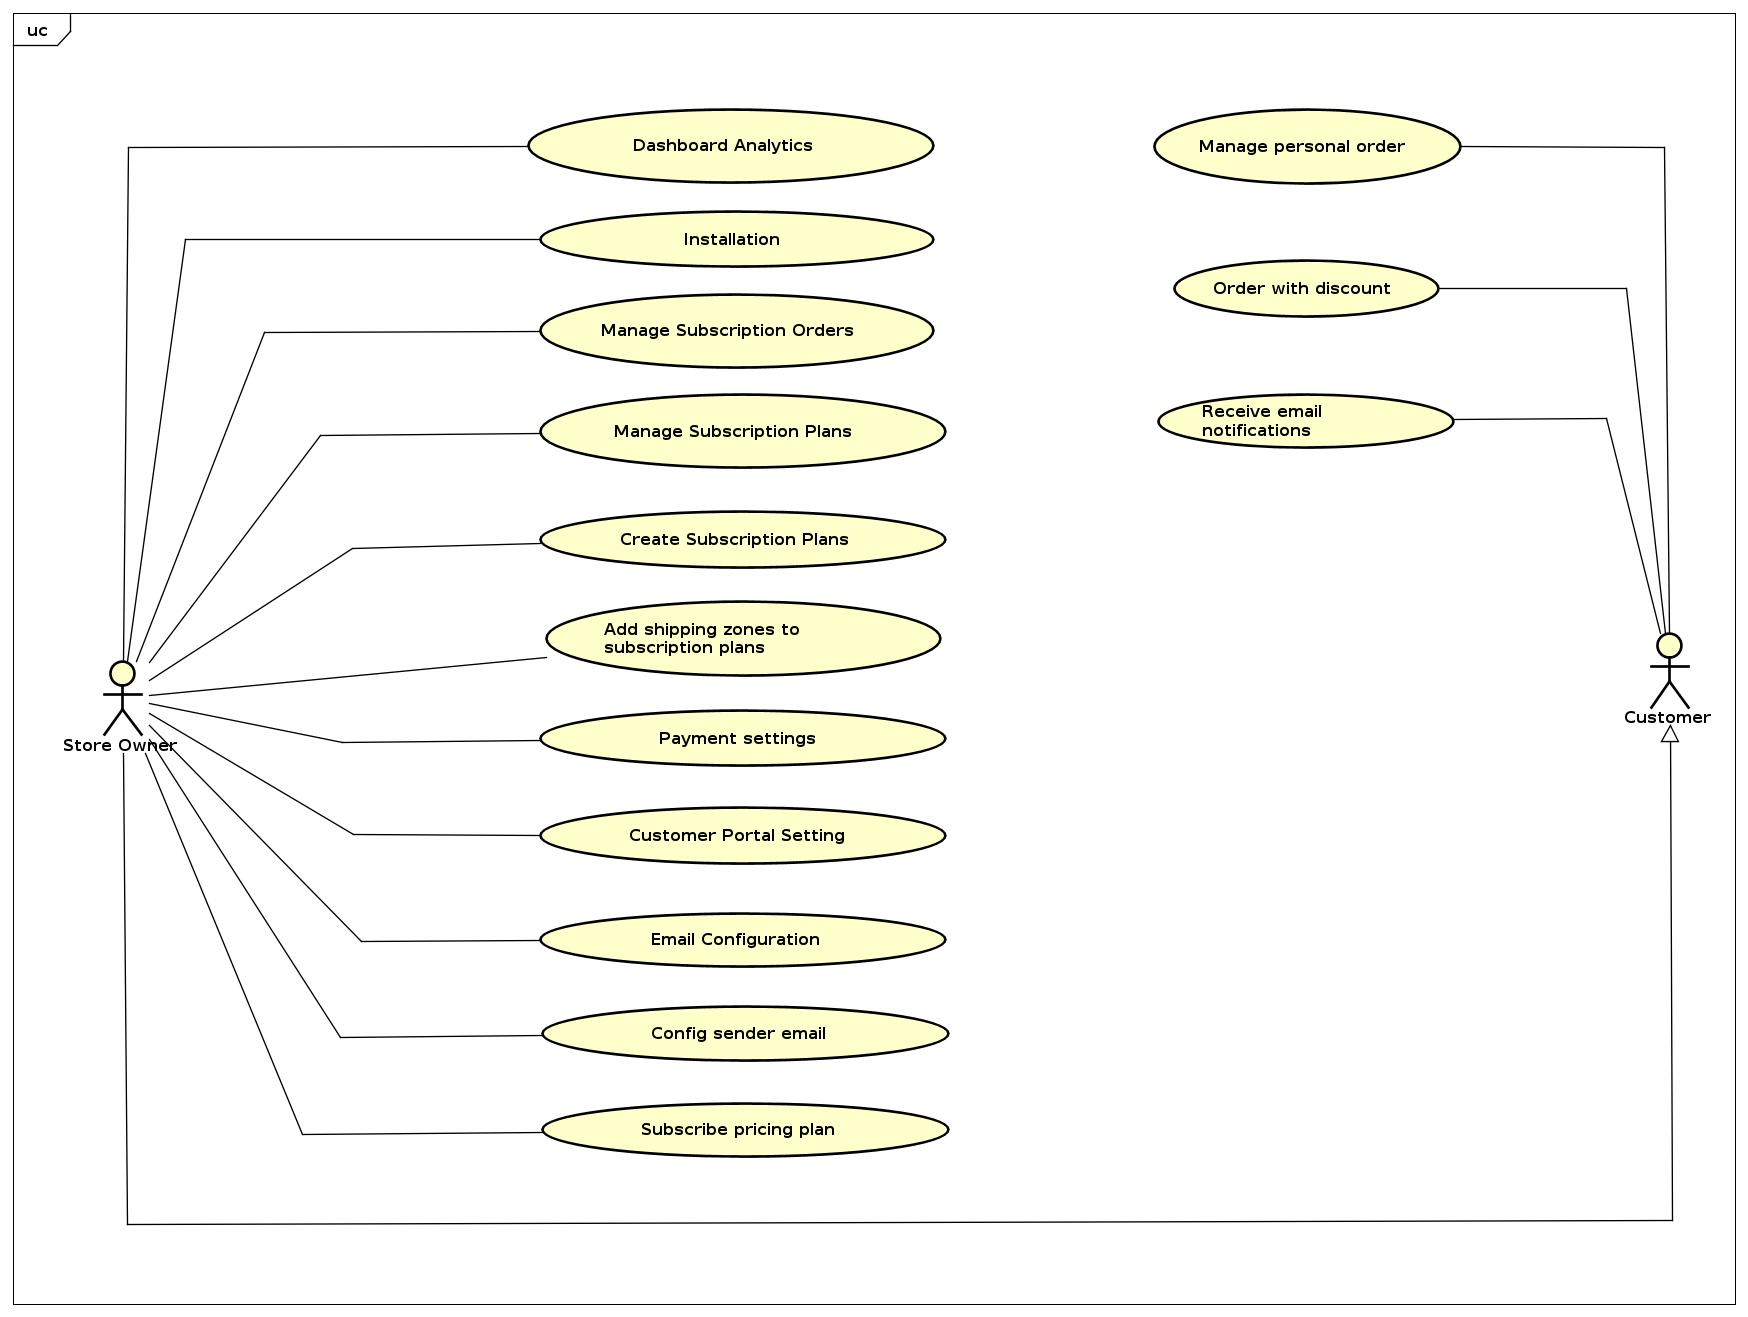 uc
Dashboard Analytics
Installation
Manage Subscription Orders
Manage Subscription Plans
Create Subscription Plans
Add shipping zones to
subscription plans
Payment settings
Customer Portal Setting
Email Configuration
Config sender email
Subscribe pricing plan
Store Owner
Manage personal order
Order with discount
Receive email
notifications
Customer